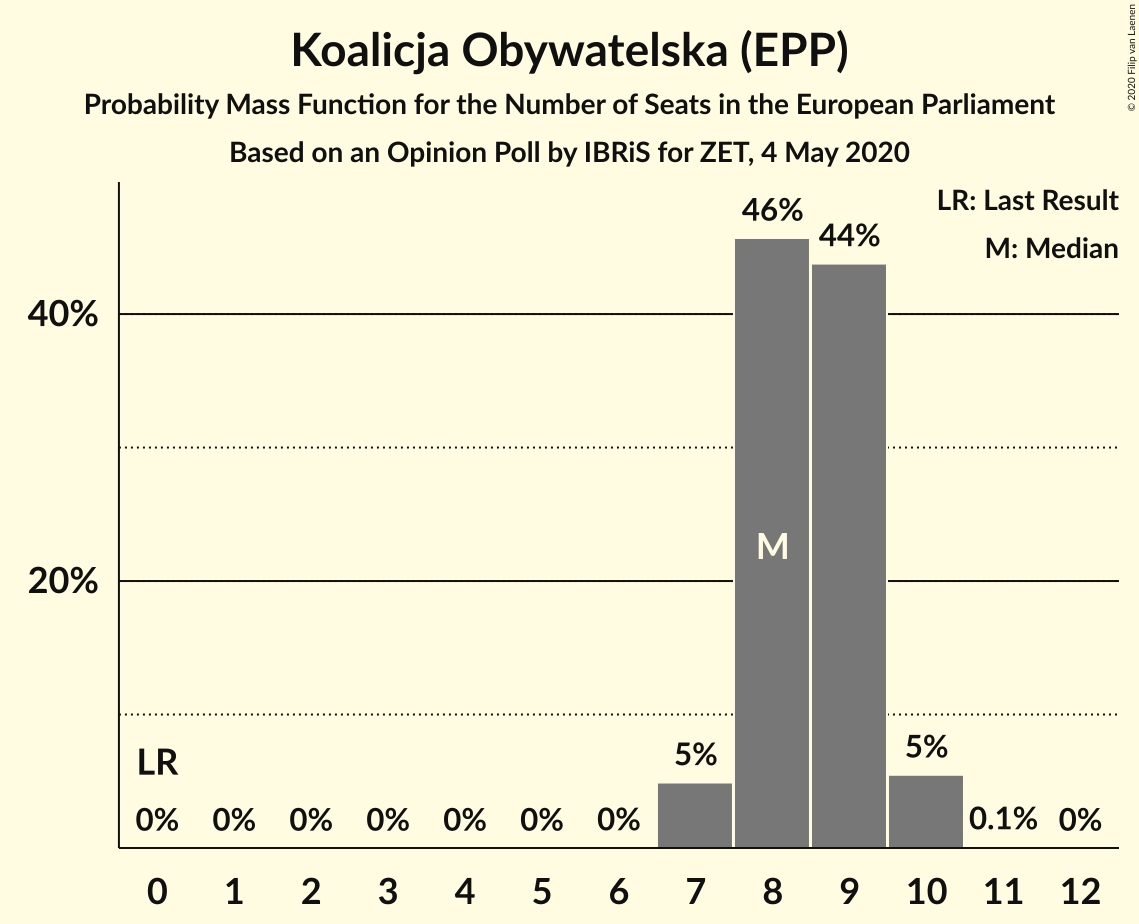 Koalicja Obywatelska (EPP)
Probability Mass Function for the Number of Seats in the European Parliament
Based on an Opinion Poll by IBRiS for ZET, 4 May 2020
© 2020 Filip van Laenen
LR: Last Result
M: Median
46%
44%
40%
M
20%
LR
5%
5%
0% 0% 0% 0% 0% 0% 0% 0.1% 0%
0 1 2 3 4 5 6 7 8 9 10 11 12